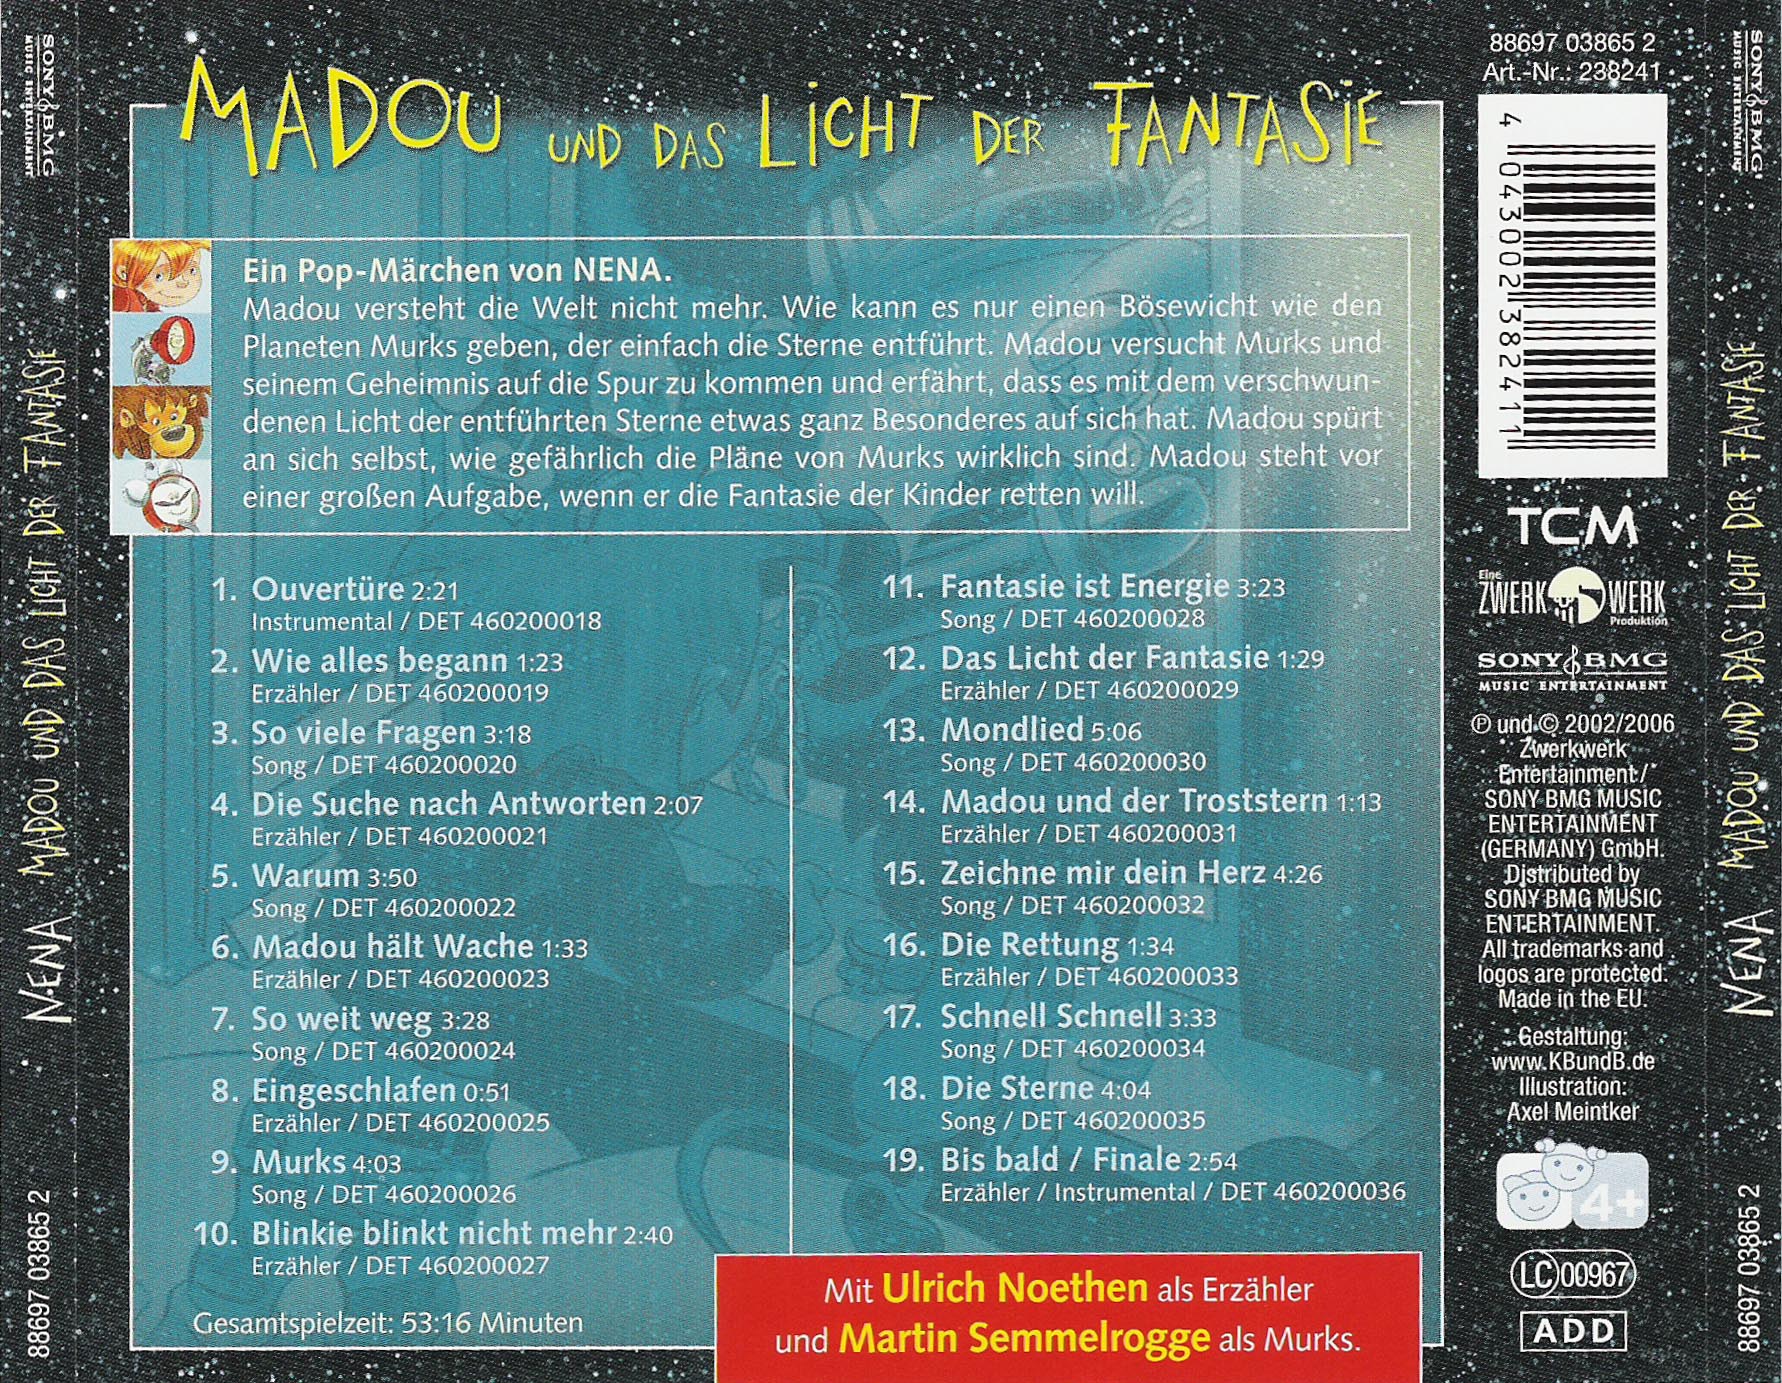 MADOU UND DAS LiCHT DER FANTASiE
Ein Pop-Märchen von NENA.
Madou versteht die Welt nicht mehr. Wie kann es nur einen Bösewicht wie den
Planeten Murks geben, der einfach die Sterne entführt. Madou versucht Murks und
seinem Geheimnis auf die Spur zu kommen und erfährt, dass es mit dem verschwun-
denen Licht der entführten Sterne etwas ganz Besonderes auf sich hat. Madou spürt
an sich selbst, wie gefährlich die Pläne von Murks wirklich sind. Madou steht vor
einer großen Aufgabe, wenn er die Fantasie der Kinder retten will.
1. Ouvertüre 2:21
Instrumental / DET 460200018
2. Wie alles begann 1:23
Erzähler / DET 460200019
3. So viele Fragen 3:18
Song / DET 460200020
4. Die Suche nach Antworten 2:07
Erzähler / DET 460200021
5. Warum 3:50
Song / DET 460200022
6. Madou hält Wache 1:33
Erzähler / DET 460200023
7. So weit weg 3:28
Song / DET 460200024
8. Eingeschlafen 0:51
Erzähler / DET 460200025
9. Murks 4:03
Song / DET 460200026
10. Blinkie blinkt nicht mehr 2:40
Erzähler / DET 460200027
Gesamtspielzeit: 53:16 Minuten
11. Fantasie ist Energie 3:23
Song / DET 460200028
12. Das Licht der Fantasie 1:29
Erzähler / DET 460200029
13. Mondlied 5:06
Song / DET 460200030
14. Madou und der Troststern 1:13
Erzähler / DET 460200031
15. Zeichne mir dein Herz 4:26
Song / DET 460200032
16. Die Rettung 1:34
Erzähler / DET 460200033
17. Schnell Schnell 3:33
Song / DET 460200034
18. Die Sterne 4:04
Song / DET 460200035
19. Bis bald / Finale 2:54
Erzähler / Instrumental / DET 460200036
Mit Ulrich Noethen als Erzähler
und Martin Semmelrogge als Murks.
88697 03865 2
Art.-Nr.: 238241
4 043002 382411
TCM
Eine
ZWERK WERK
Produktion
SONY BMG
MUSIC ENTERTAINMENT
℗ und © 2002/2006
Zwerkwerk
Entertainment/
SONY BMG MUSIC
ENTERTAINMENT
(GERMANY) GmbH.
Distributed by
SONY BMG MUSIC
ENTERTAINMENT.
All trademarks and
logos are protected.
Made in the EU.
Gestaltung:
www.KBundB.de
Illustration:
Axel Meintker
4+
LC 00967
ADD
SONY BMG
MUSIC ENTERTAINMENT
NENA MADOU UND DAS LiCHT DER FANTASiE
88697 03865 2
SONY BMG
MUSIC ENTERTAINMENT
NENA MADOU UND DAS LiCHT DER FANTASiE
88697 03865 2